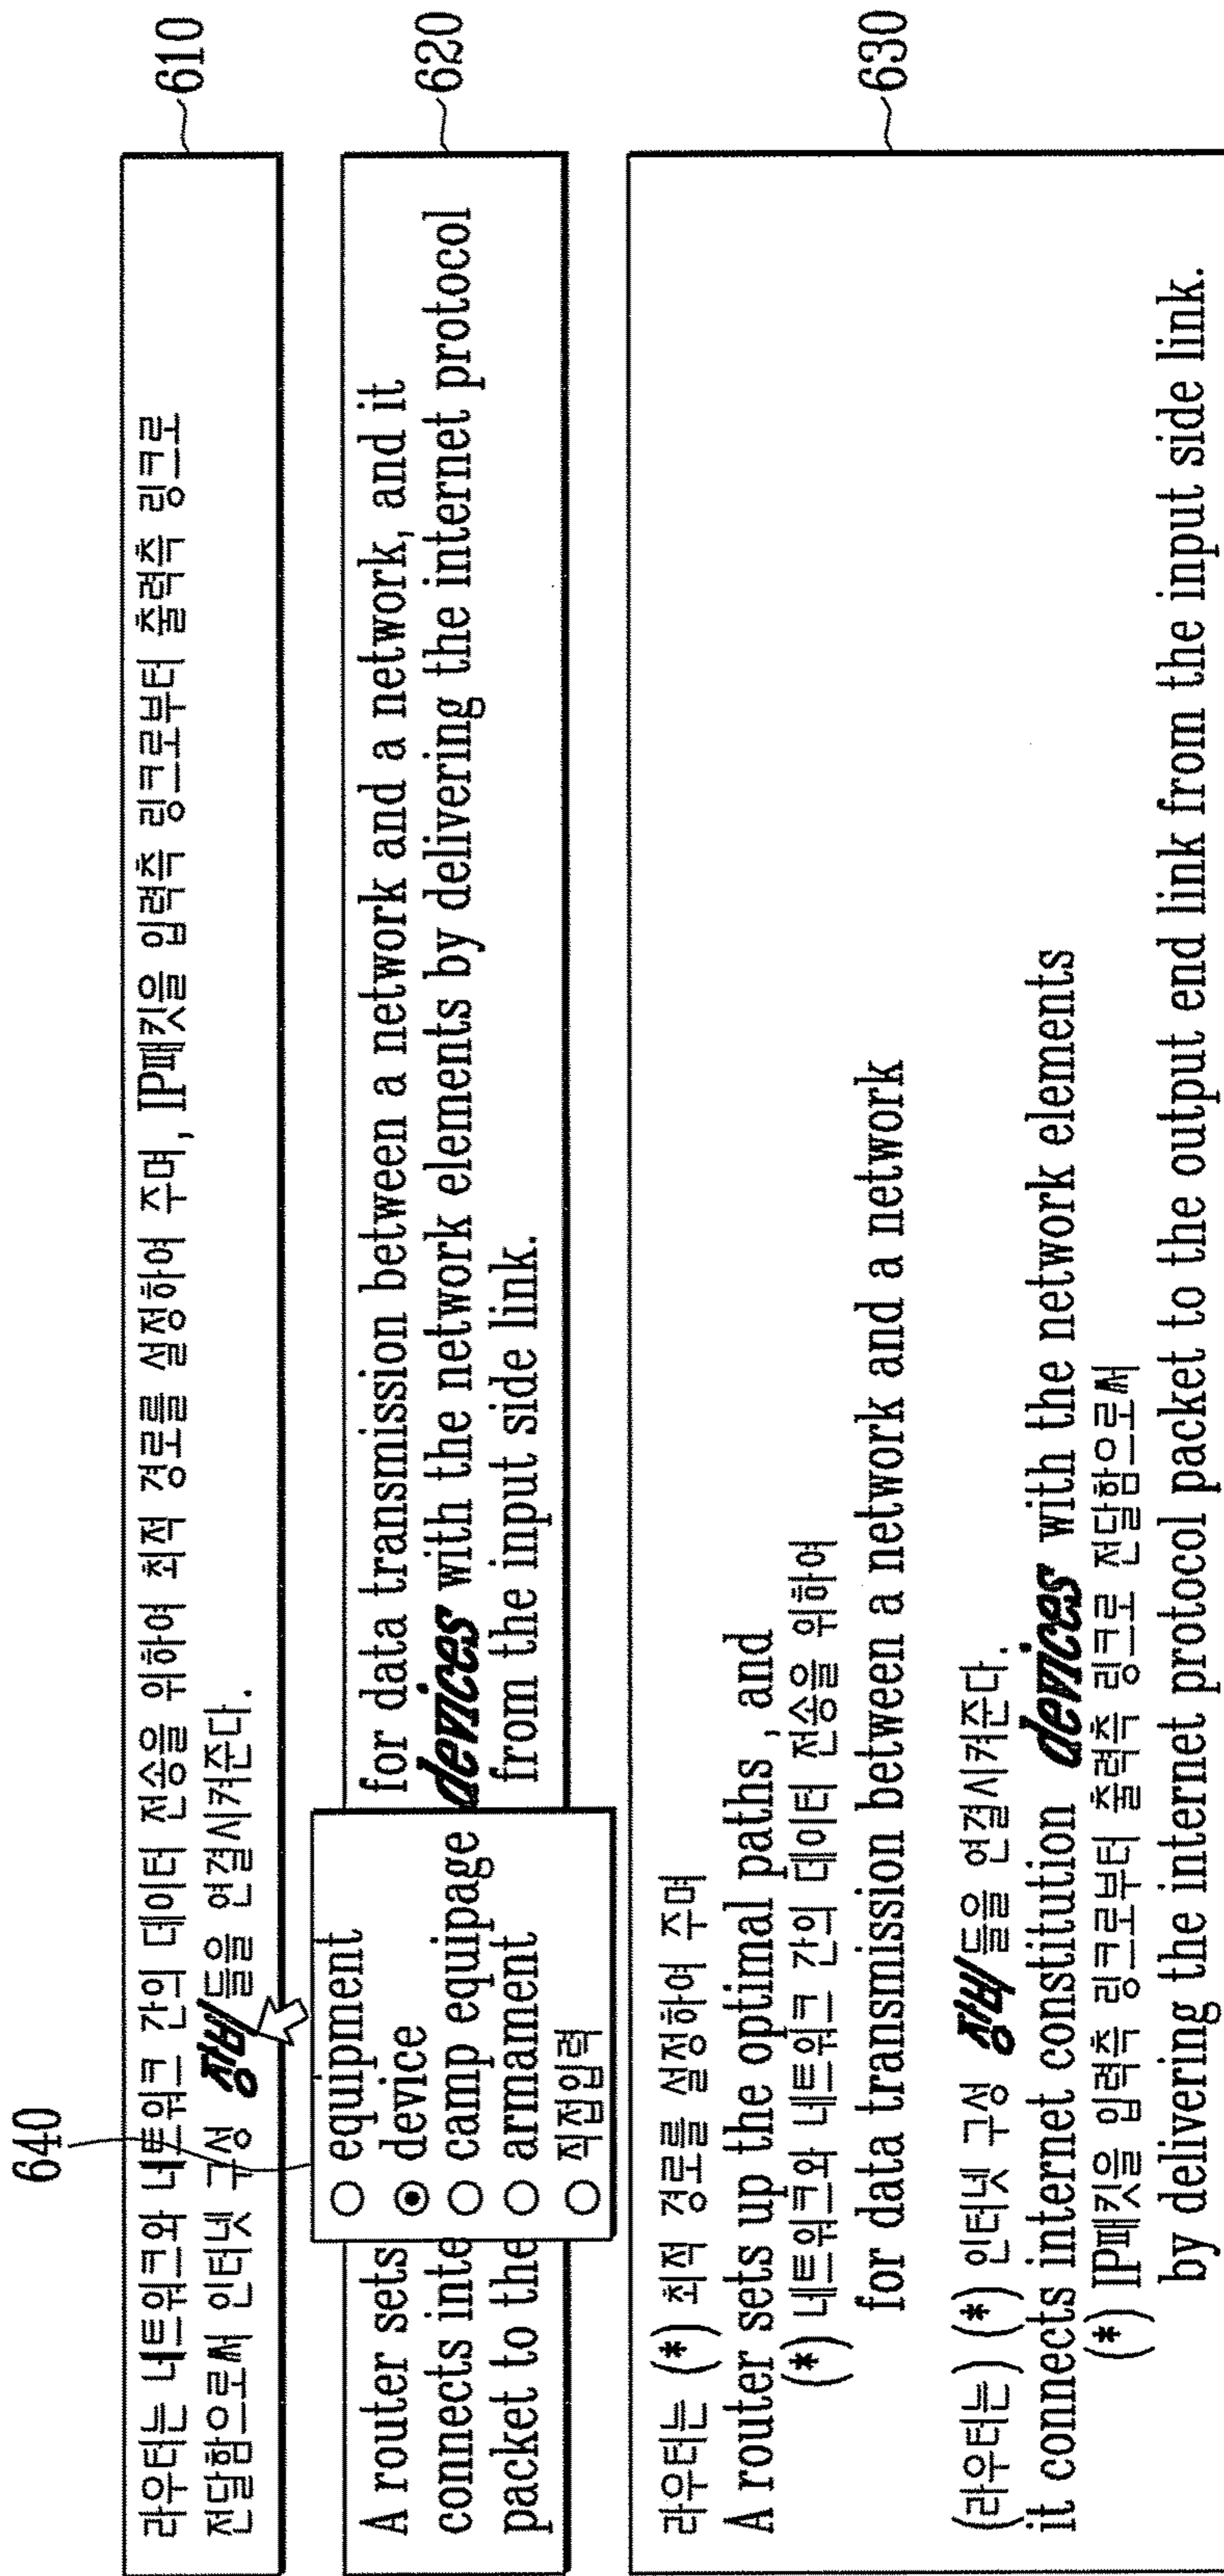 라우터는 네트워크와 네트워크 간의 데이터 전송을 위하여 최적 경로를 설정하여 주며, IP패킷을 입력측 링크로부터 출력측 링크로
전달함으로써 인터넷 구성 장비들을 연결시켜준다.
610
640
A router sets for data transmission between a network and a network, and it
connects inte devices with the network elements by delivering the internet protocol
packet to the from the input side link.
620
equipment
device
camp equipage
armament
직접입력
라우터는 (*) 최적 경로를 설정하여 주며
A router sets up the optimal paths , and
(*) 네트워크와 네트워크 간의 데이터 전송을 위하여
for data transmission between a network and a network
(라우터는) (*) 인터넷 구성 장비들을 연결시켜준다.
it connects internet constitution devices with the network elements
(*) IP패킷을 입력측 링크로부터 출력측 링크로 전달함으로써
by delivering the internet protocol packet to the output end link from the input side link.
630